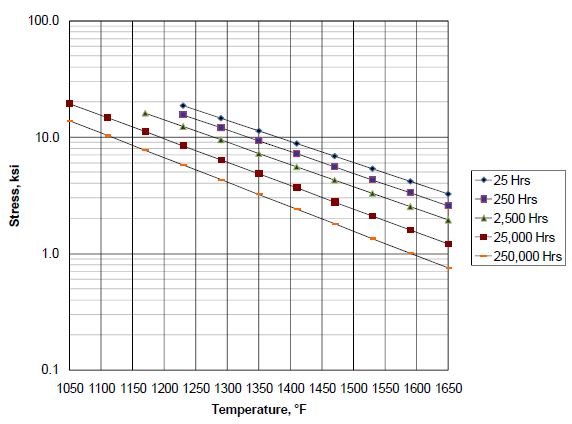 100.0
10.0
1.0
0.1
Stress, ksi
1050 1100 1150 1200 1250 1300 1350 1400 1450 1500 1550 1600 1650
Temperature, °F
25 Hrs
250 Hrs
2,500 Hrs
25,000 Hrs
250,000 Hrs